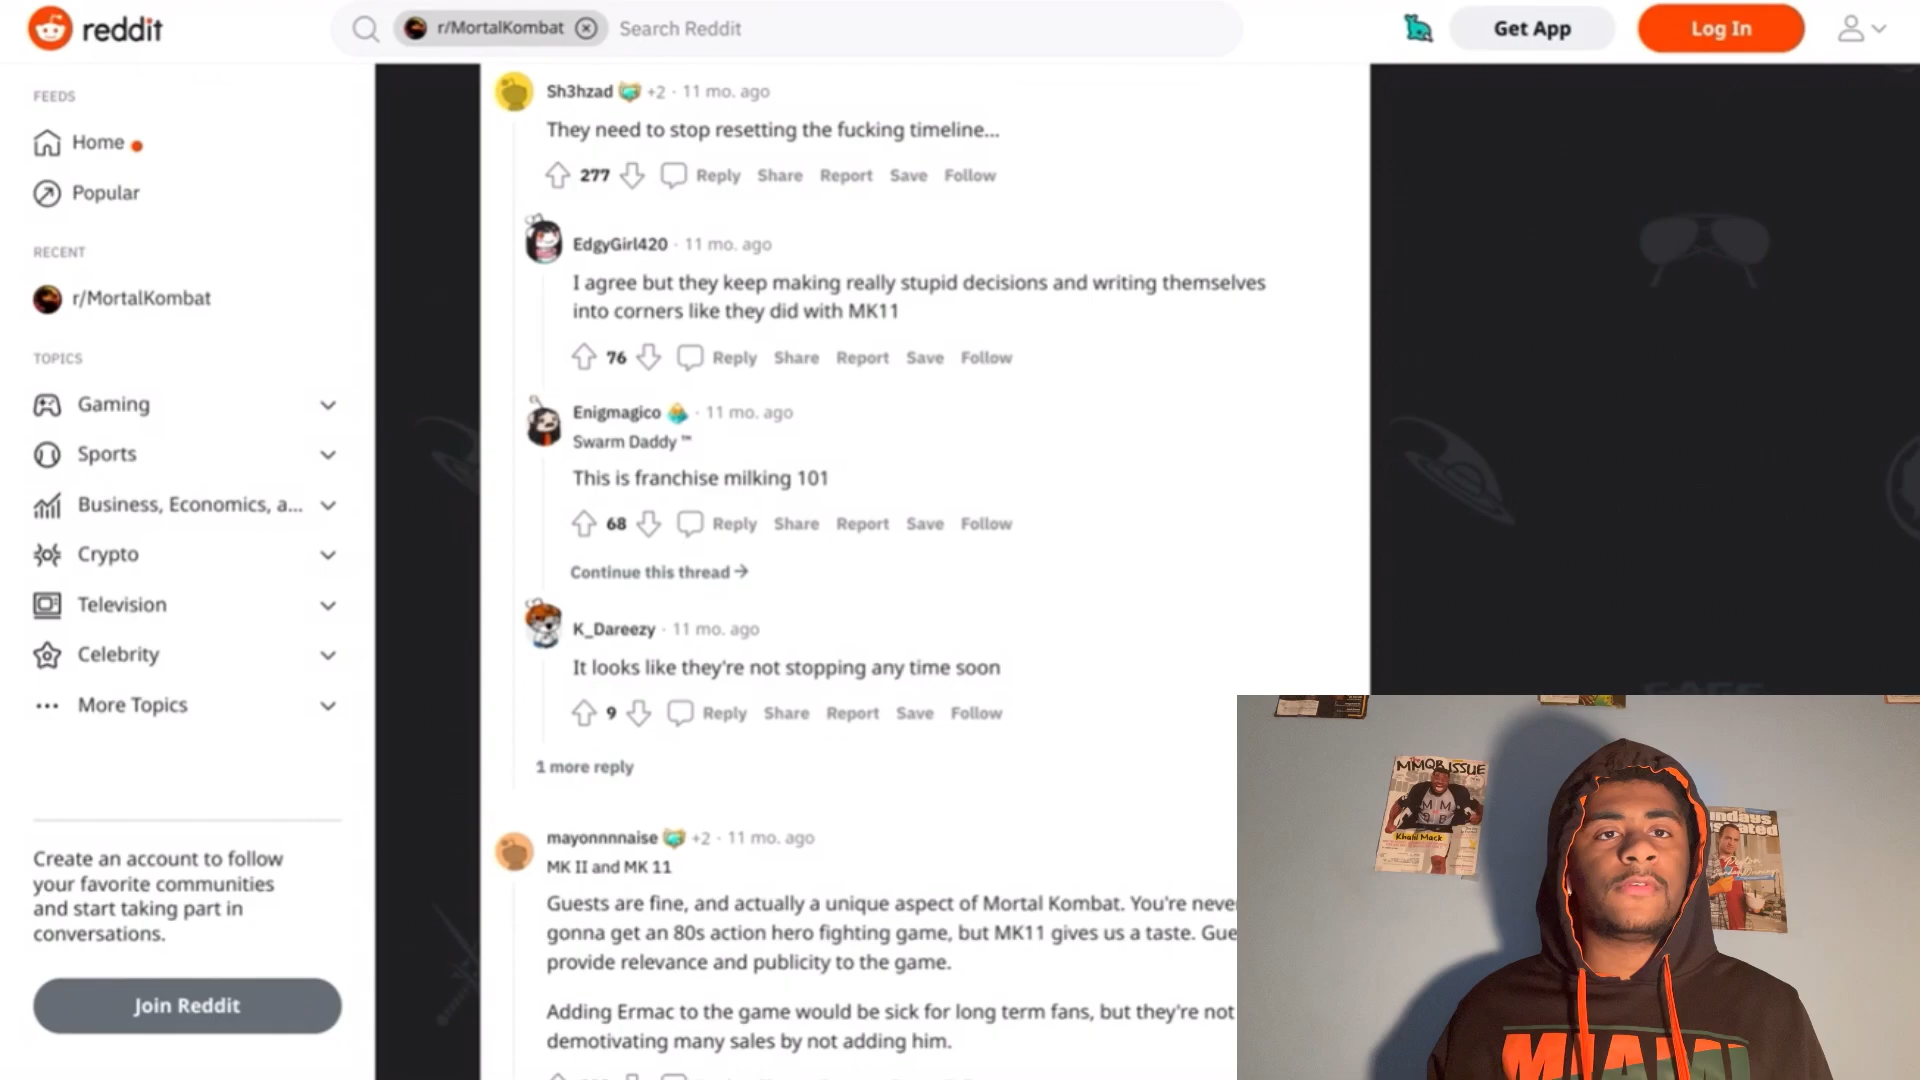 reddit
r/MortalKombat
Search Reddit
Get App
Log In
FEEDS
Home
Popular
RECENT
r/MortalKombat
TOPICS
Gaming
Sports
Business, Economics, a...
Crypto
Television
Celebrity
More Topics
Create an account to follow
your favorite communities
and start taking part in
conversations.
Join Reddit
Sh3hzad +2 · 11 mo. ago
They need to stop resetting the fucking timeline...
277 Reply Share Report Save Follow
EdgyGirl420 · 11 mo. ago
I agree but they keep making really stupid decisions and writing themselves
into corners like they did with MK11
76 Reply Share Report Save Follow
Enigmagico · 11 mo. ago
Swarm Daddy ™
This is franchise milking 101
68 Reply Share Report Save Follow
Continue this thread →
K_Dareezy · 11 mo. ago
It looks like they're not stopping any time soon
9 Reply Share Report Save Follow
1 more reply
mayonnnnaise +2 · 11 mo. ago
MK II and MK 11
Guests are fine, and actually a unique aspect of Mortal Kombat. You're neve
gonna get an 80s action hero fighting game, but MK11 gives us a taste. Gue
provide relevance and publicity to the game.
Adding Ermac to the game would be sick for long term fans, but they're not
demotivating many sales by not adding him.
MMQB ISSUE
Khalil Mack
MIAMI